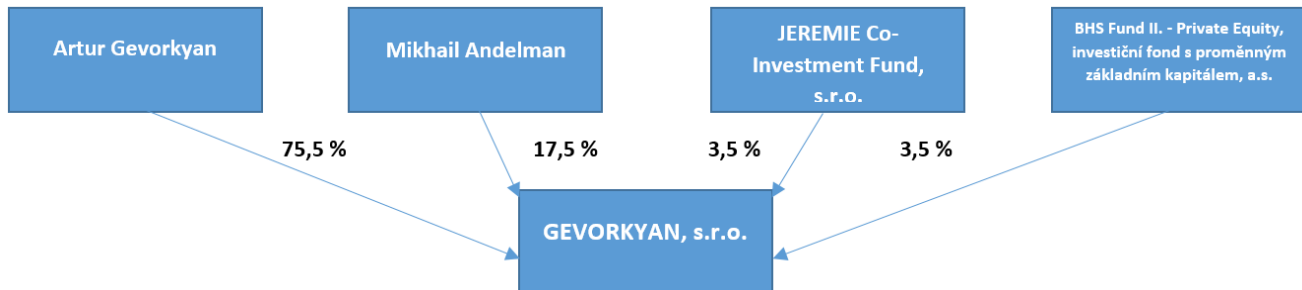 Artur Gevorkyan
Mikhail Andelman
JEREMIE Co-
Investment Fund,
s.r.o.
BHS Fund II. - Private Equity,
investiční fond s proměnným
základním kapitálem, a.s.
75,5 %
17,5 %
3,5 %
3,5 %
GEVORKYAN, s.r.o.